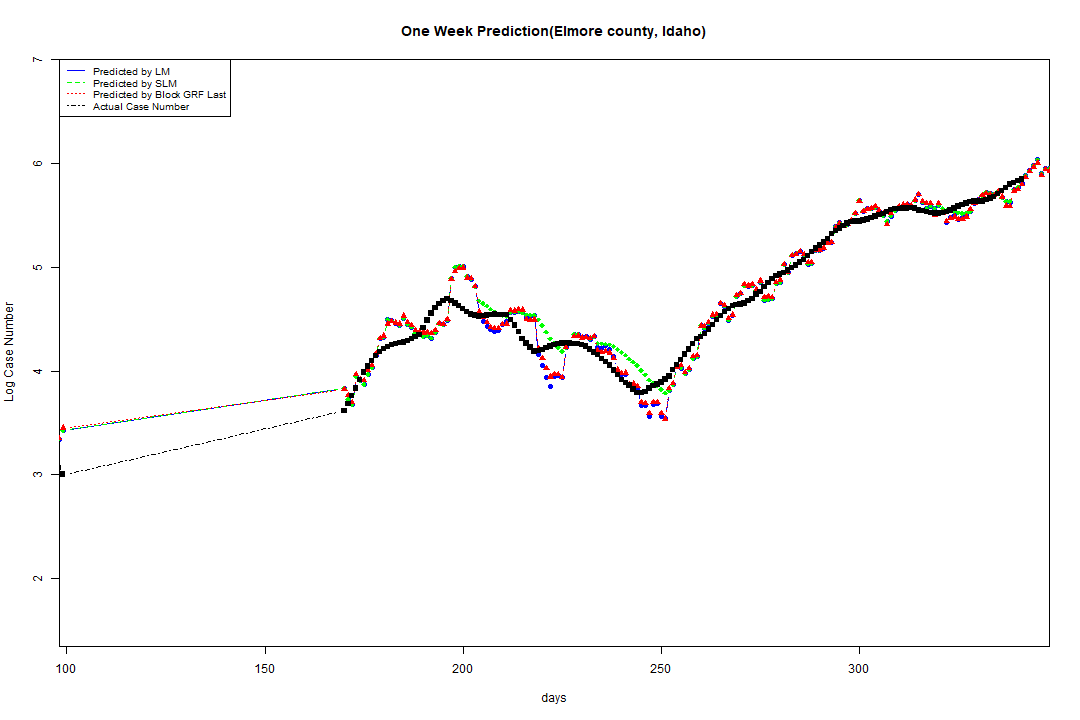 One Week Prediction(Elmore county, Idaho)
Predicted by LM
Predicted by SLM
Predicted by Block GRF Last
Actual Case Number
7
6
5
4
3
2
Log Case Number
100 150 200 250 300
days